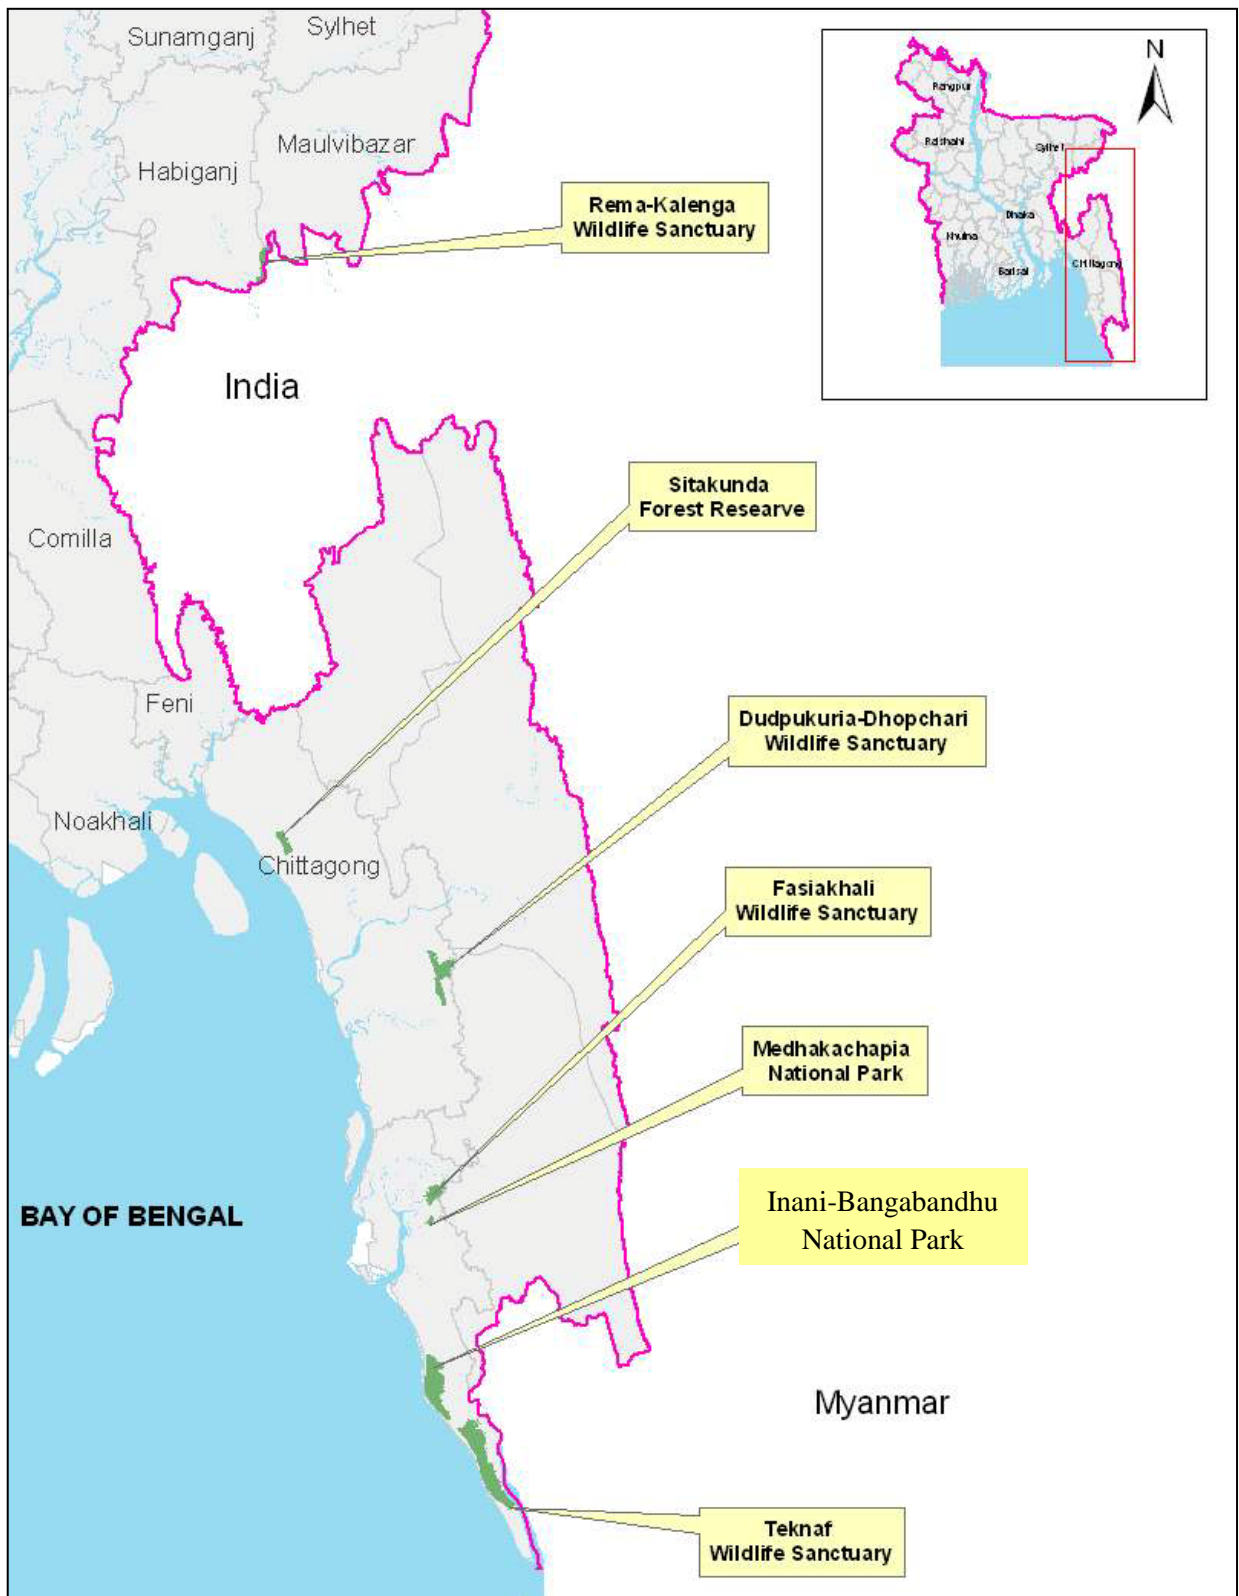 Sunamganj
Sylhet
Maulvibazar
Habiganj
Rema-Kalenga
Wildlife Sanctuary
N
Rangpur
Rajshahi
Sylhet
Dhaka
Khulna
Barisal
Chittagong
India
Sitakunda
Forest Researve
Comilla
Feni
Dudpukuria-Dhopchari
Wildlife Sanctuary
Noakhali
Chittagong
Fasiakhali
Wildlife Sanctuary
Medhakachapia
National Park
Inani-Bangabandhu
National Park
BAY OF BENGAL
Myanmar
Teknaf
Wildlife Sanctuary